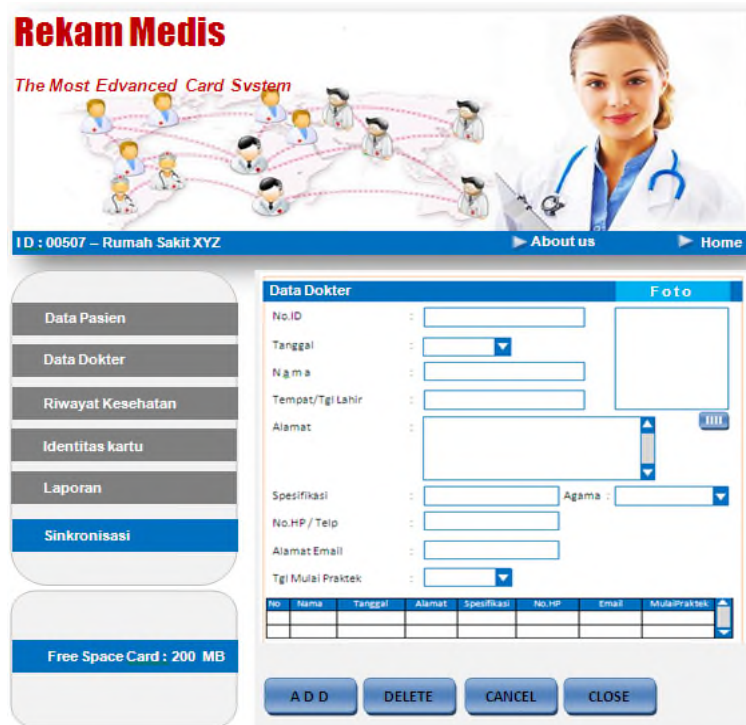 Rekam Medis
The Most Edvanced Card System
ID : 00507 – Rumah Sakit XYZ
About us
Home
Data Pasien
Data Dokter
Riwayat Kesehatan
Identitas kartu
Laporan
Sinkronisasi
Free Space Card : 200 MB
Data Dokter
Foto
No.ID :
Tanggal :
Nama :
Tempat/Tgl Lahir :
Alamat :
Spesifikasi :
Agama :
No.HP / Telp :
Alamat Email :
Tgl Mulai Praktek :
No Nama Tanggal Alamat Spesifikasi No.HP Email MulaiPraktek
ADD DELETE CANCEL CLOSE